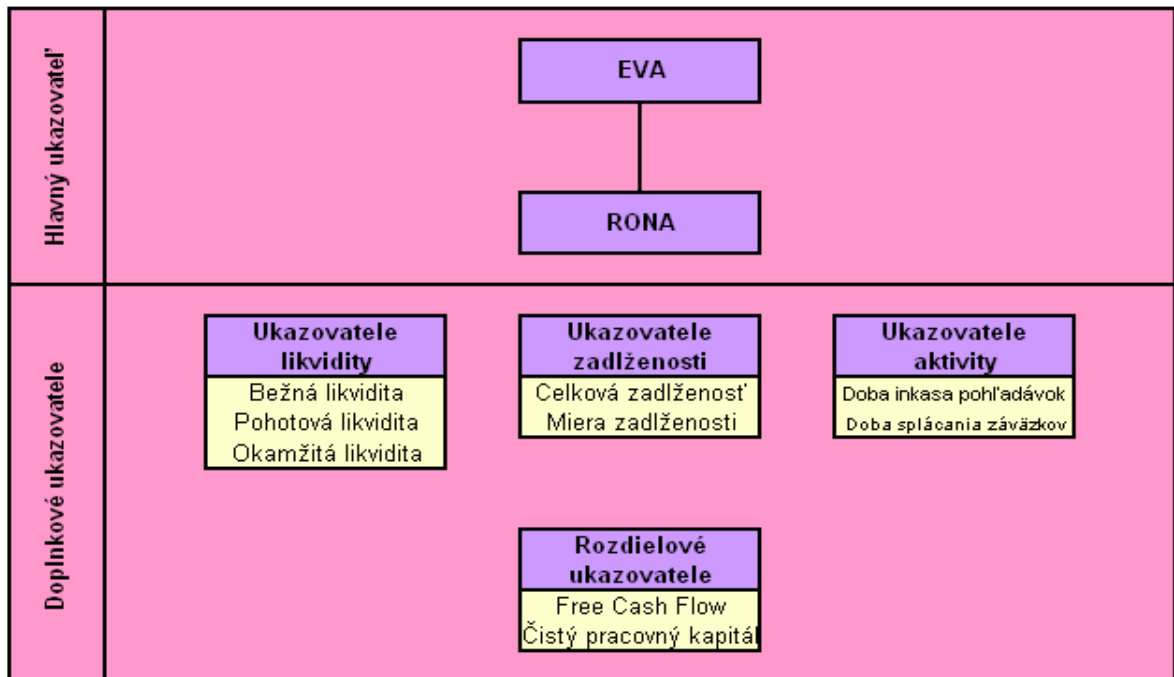 Hlavný ukazovateľ
EVA
RONA
Doplnkové ukazovatele
Ukazovatele
likvidity
Bežná likvidita
Pohotová likvidita
Okamžitá likvidita
Ukazovatele
zadlženosti
Celková zadlženosť
Miera zadlženosti
Ukazovatele
aktivity
Doba inkasa pohľadávok
Doba splácania záväzkov
Rozdielové
ukazovatele
Free Cash Flow
Čistý pracovný kapitál